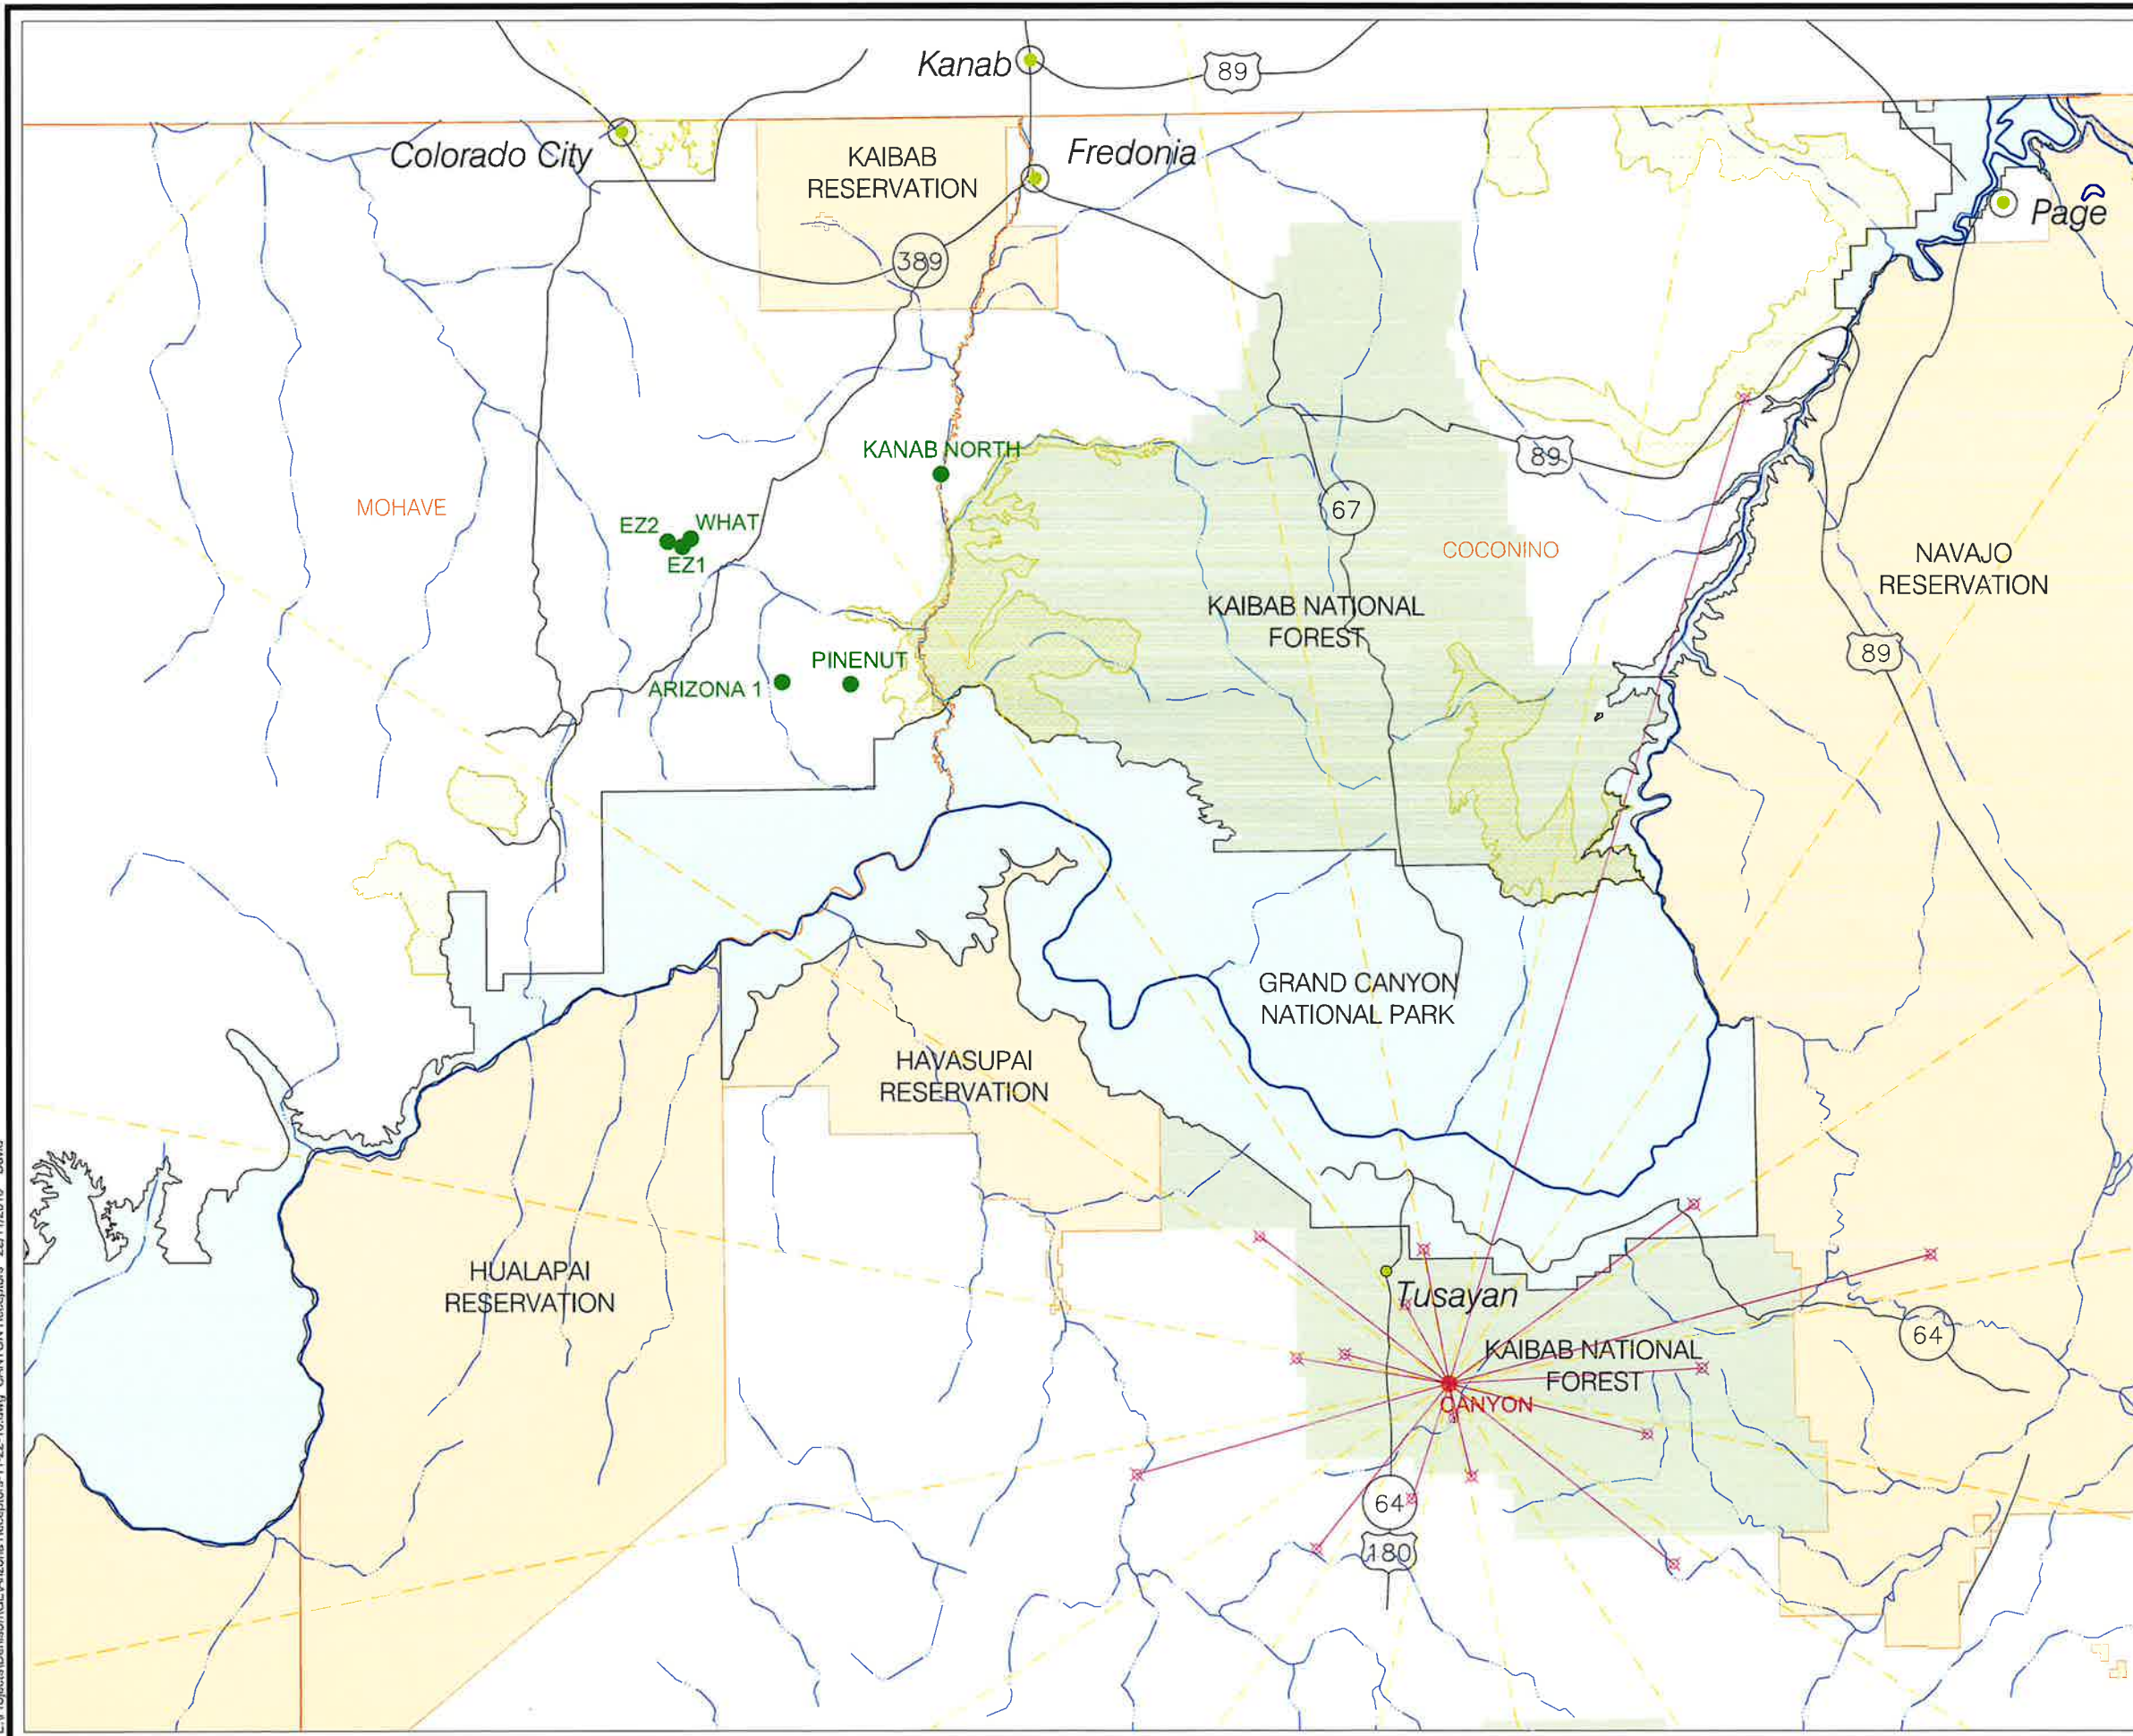 Kanab
89
Colorado City
KAIBAB
RESERVATION
Fredonia
Page
389
KANAB NORTH
MOHAVE
EZ2
WHAT
EZ1
89
67
COCONINO
NAVAJO
RESERVATION
KAIBAB NATIONAL
FOREST
89
PINENUT
ARIZONA 1
GRAND CANYON
NATIONAL PARK
HAVASUPAI
RESERVATION
HUALAPAI
RESERVATION
Tusayan
64
KAIBAB NATIONAL
FOREST
CANYON
64
180